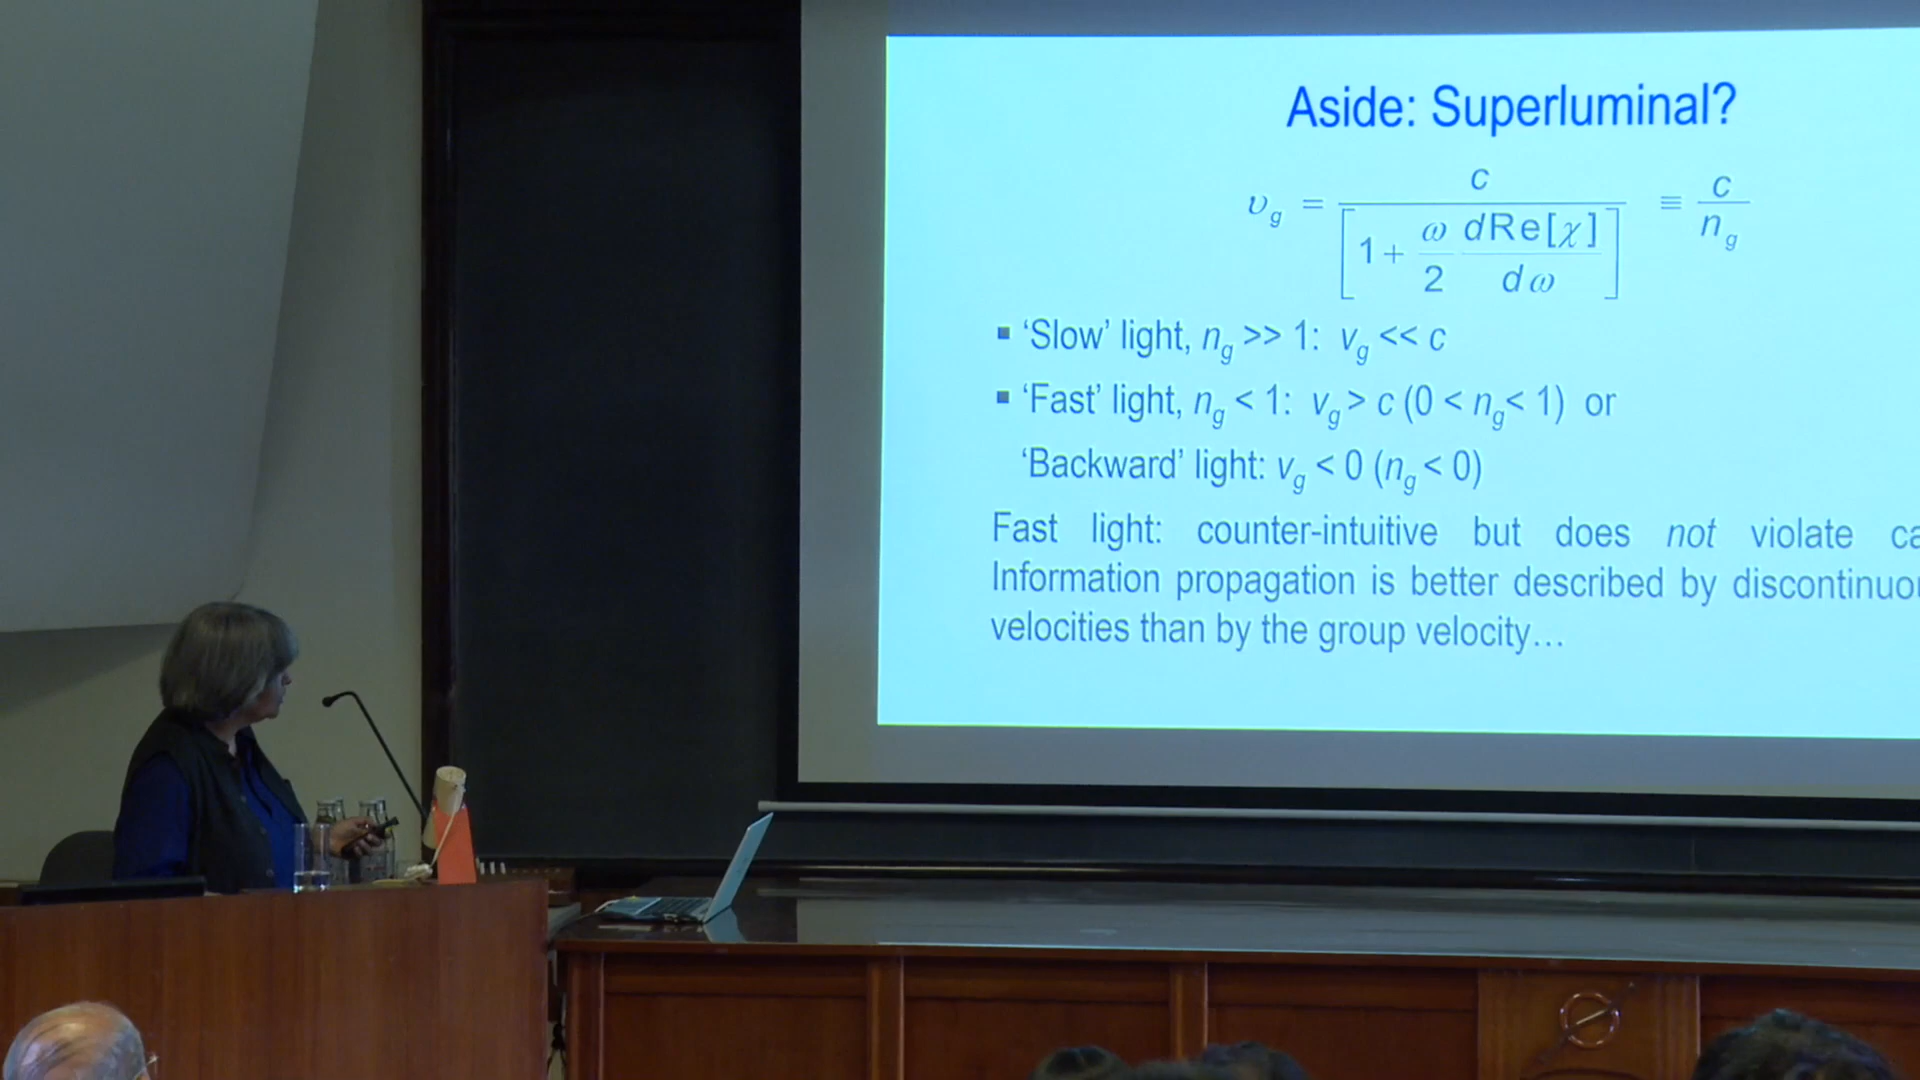 Aside: Superluminal?
υg = c / [1 + ω/2 dRe[χ]/dω] ≡ c/ng
▪ ‘Slow’ light, ng >> 1: vg << c
▪ ‘Fast’ light, ng < 1: vg > c (0 < ng < 1) or
‘Backward’ light: vg < 0 (ng < 0)
Fast light: counter-intuitive but does not violate
Information propagation is better described by
velocities than by the group velocity…